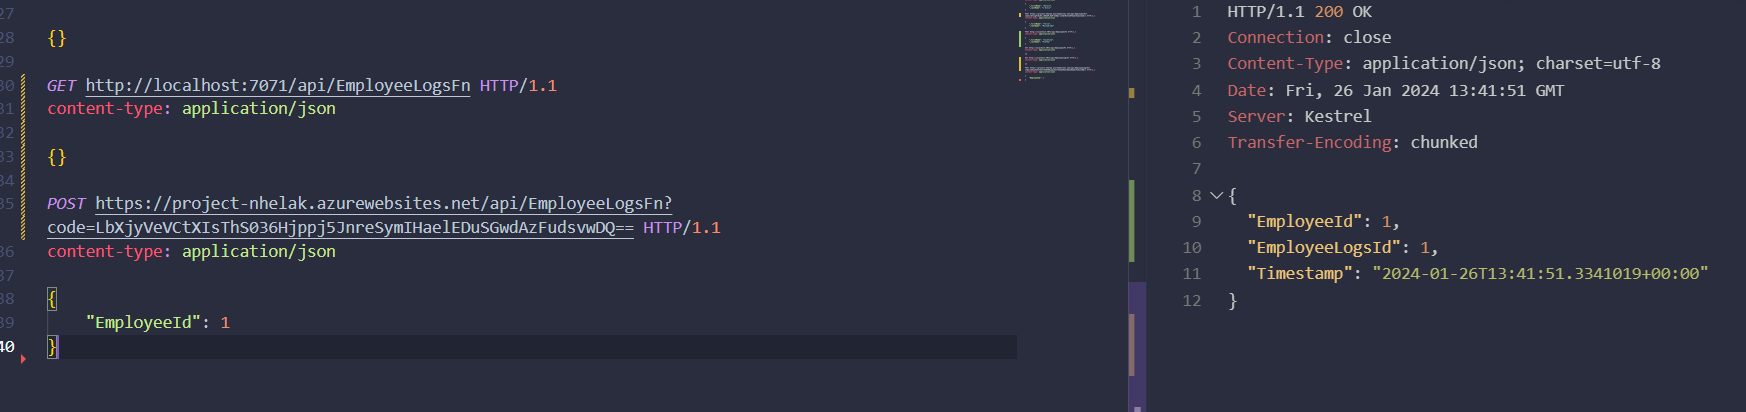 27
28 {}
29
30 GET http://localhost:7071/api/EmployeeLogsFn HTTP/1.1
31 content-type: application/json
32
33 {}
34
35 POST https://project-nhelak.azurewebsites.net/api/EmployeeLogsFn?
code=LbXjyVeVCtXIsThS036Hjppj5JnreSymIHaelEDuSGwdAzFudsvwDQ== HTTP/1.1
36 content-type: application/json
37
38 {
39 "EmployeeId": 1
40 }
1 HTTP/1.1 200 OK
2 Connection: close
3 Content-Type: application/json; charset=utf-8
4 Date: Fri, 26 Jan 2024 13:41:51 GMT
5 Server: Kestrel
6 Transfer-Encoding: chunked
7
8 {
9 "EmployeeId": 1,
10 "EmployeeLogsId": 1,
11 "Timestamp": "2024-01-26T13:41:51.3341019+00:00"
12 }